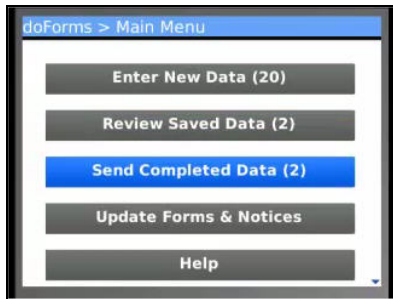 doForms > Main Menu
Enter New Data (20)
Review Saved Data (2)
Send Completed Data (2)
Update Forms & Notices
Help